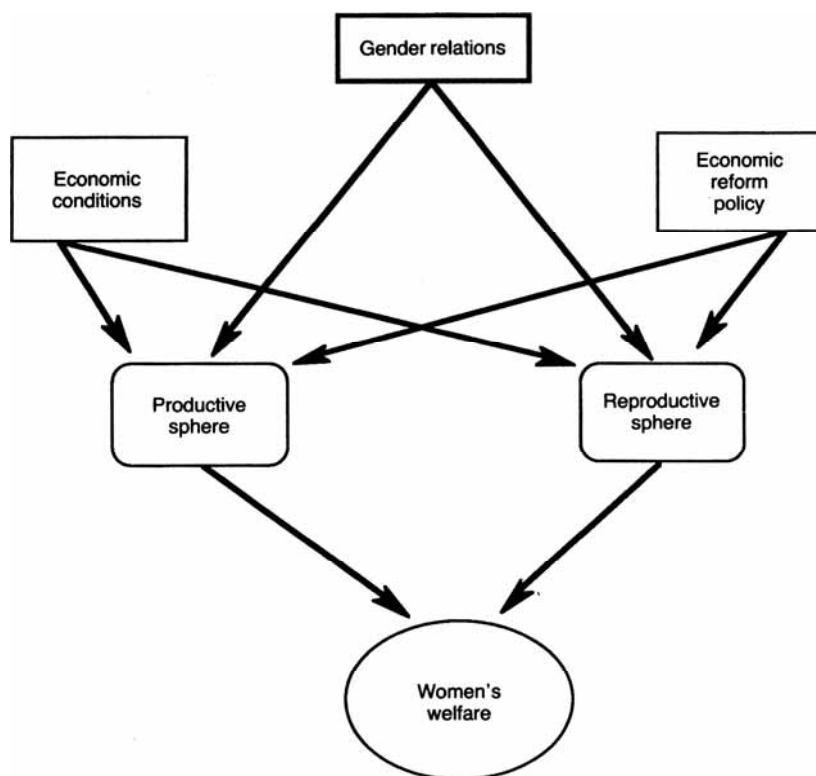 Gender relations
Economic
conditions
Economic
reform
policy
Productive
sphere
Reproductive
sphere
Women's
welfare